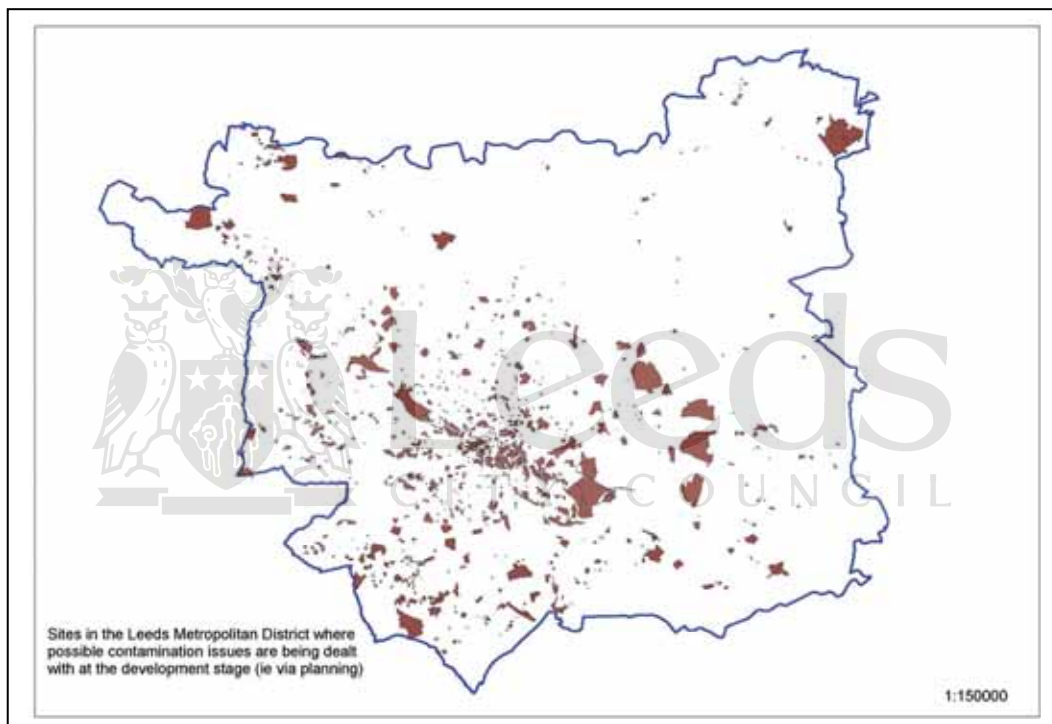 Leeds
CITY COUNCIL
Sites in the Leeds Metropolitan District where
possible contamination issues are being dealt
with at the development stage (ie via planning)
1:150000